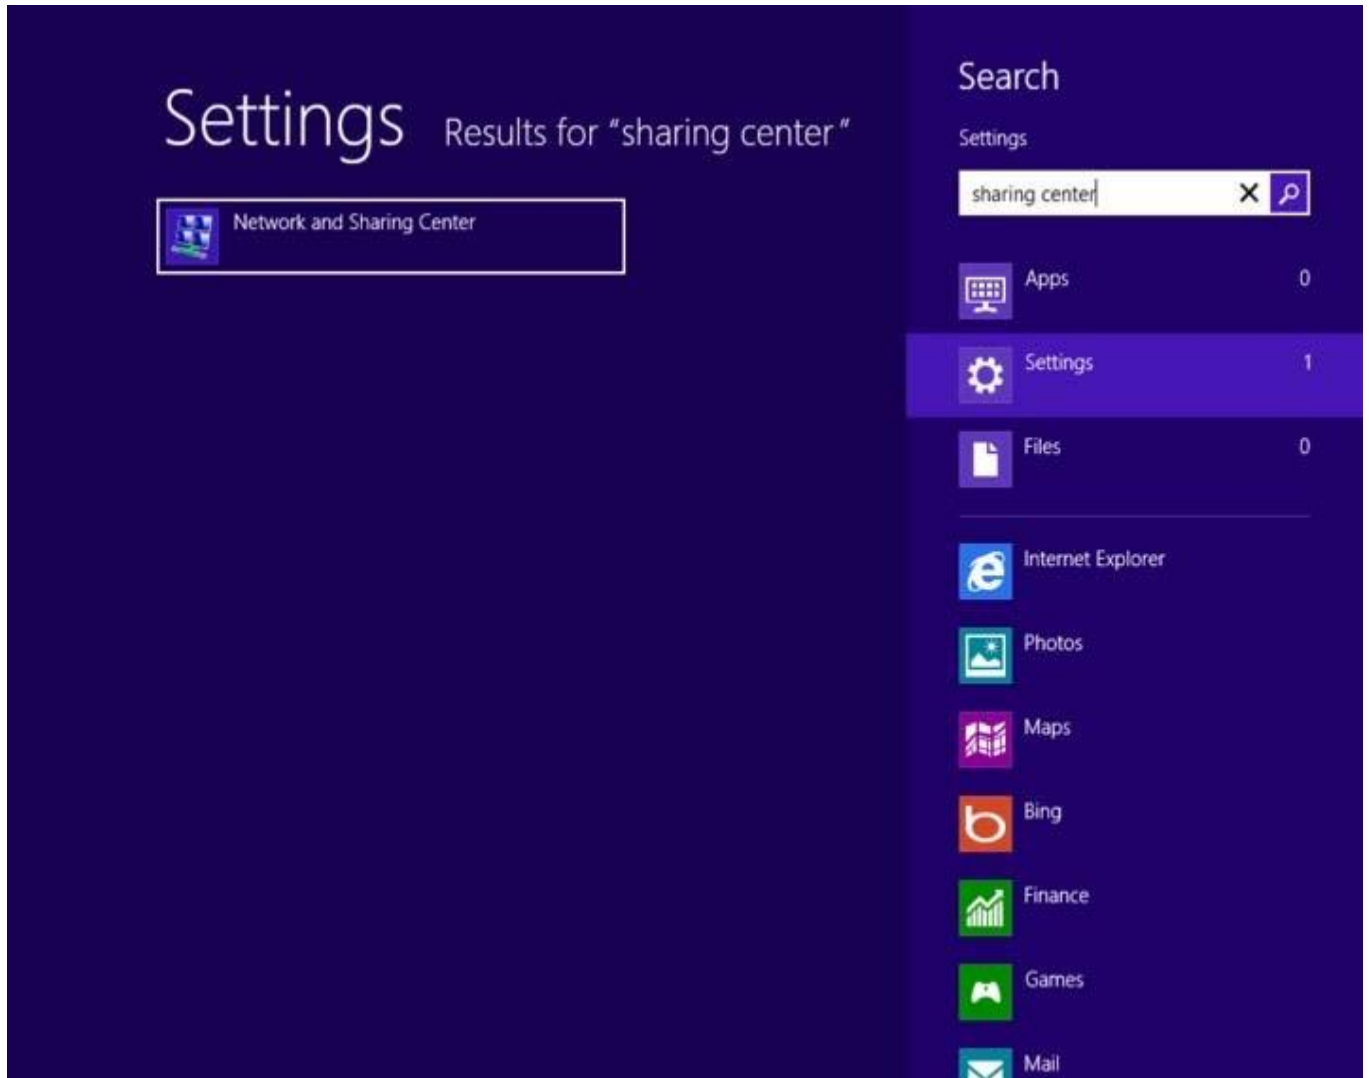 Settings Results for “sharing center”
Network and Sharing Center
Search
Settings
sharing center
Apps 0
Settings 1
Files 0
Internet Explorer
Photos
Maps
Bing
Finance
Games
Mail